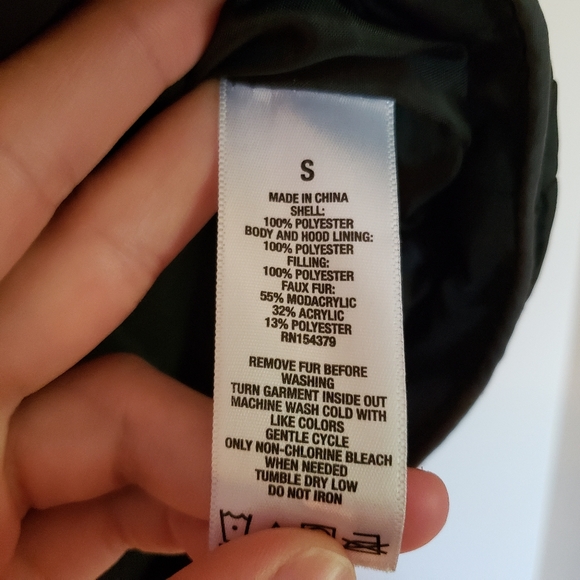 S
MADE IN CHINA
SHELL:
100% POLYESTER
BODY AND HOOD LINING:
100% POLYESTER
FILLING:
100% POLYESTER
FAUX FUR:
55% MODACRYLIC
32% ACRYLIC
13% POLYESTER
RN154379
REMOVE FUR BEFORE
WASHING
TURN GARMENT INSIDE OUT
MACHINE WASH COLD WITH
LIKE COLORS
GENTLE CYCLE
ONLY NON-CHLORINE BLEACH
WHEN NEEDED
TUMBLE DRY LOW
DO NOT IRON